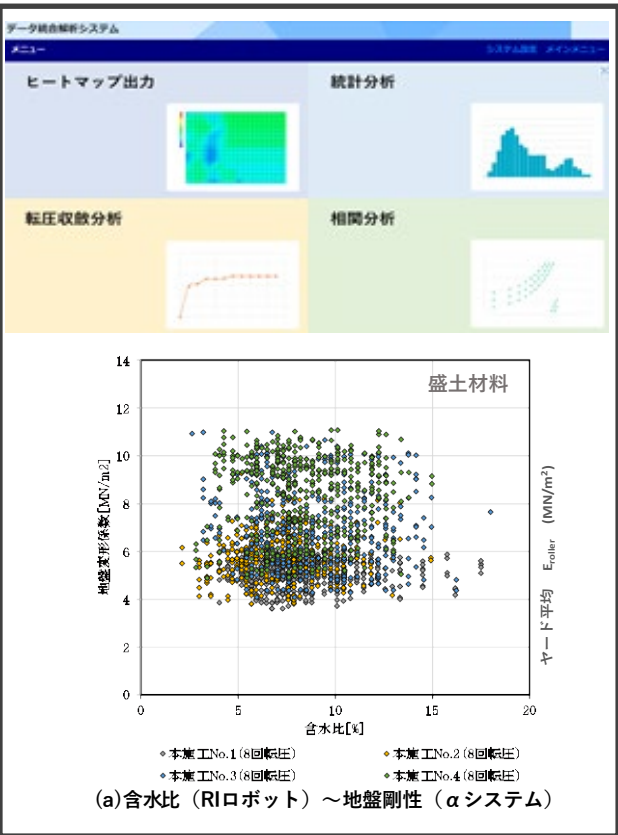 データ統合解析システム
メニュー
システム設定 メインメニュー
ヒートマップ出力
統計分析
転圧収斂分析
相関分析
盛土材料
地盤変形係数[MN/m2]
14
12
10
8
6
4
2
0
0 5 10 15 20
含水比[%]
ヤード平均 Eroller (MN/m²)
本施工No.1(8回転圧)
本施工No.2(8回転圧)
本施工No.3(8回転圧)
本施工No.4(8回転圧)
(a)含水比(RIロボット)~地盤剛性(αシステム)